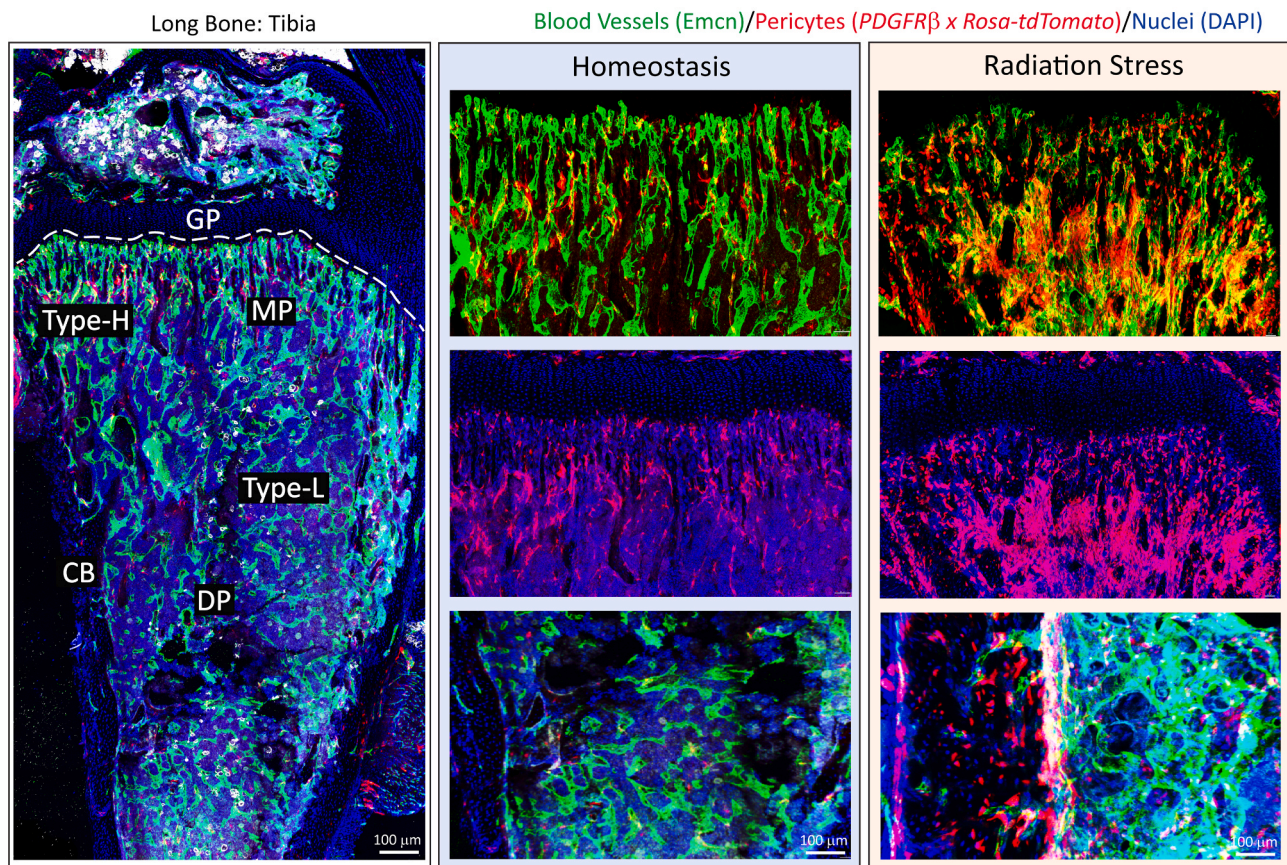 Long Bone: Tibia
Blood Vessels (Emcn)/Pericytes (PDGFRβ x Rosa-tdTomato)/Nuclei (DAPI)
Homeostasis
Radiation Stress
GP
Type-H
MP
Type-L
CB
DP
100 μm
100 μm
100 μm